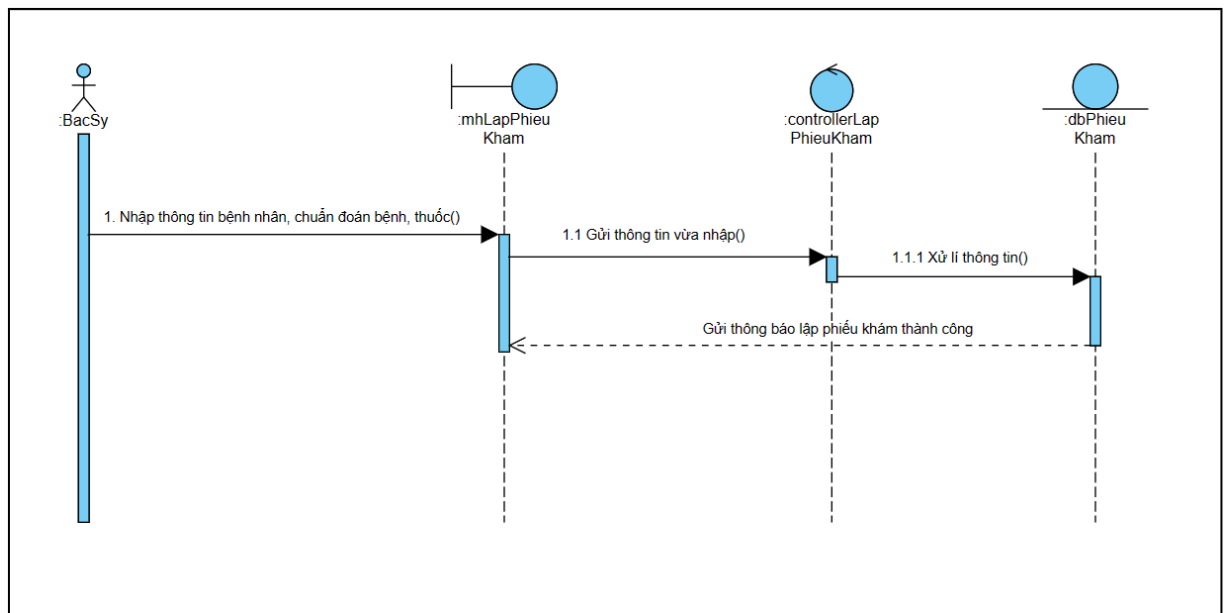 :BacSy
:mhLapPhieu
Kham
:controllerLap
PhieuKham
:dbPhieu
Kham
1. Nhập thông tin bệnh nhân, chuẩn đoán bệnh, thuốc()
1.1 Gửi thông tin vừa nhập()
1.1.1 Xử lí thông tin()
Gửi thông báo lập phiếu khám thành công